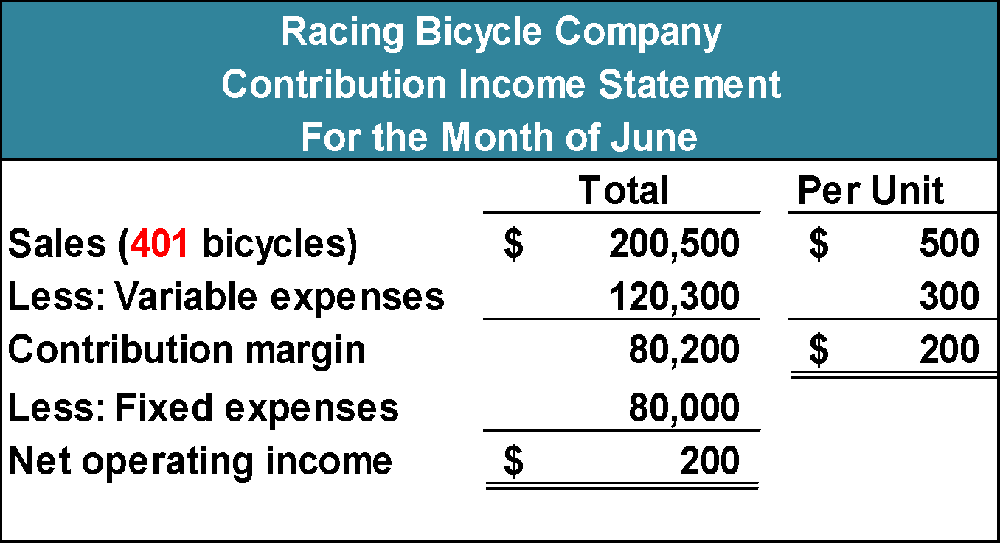 Racing Bicycle Company
Contribution Income Statement
For the Month of June
Total Per Unit
Sales (401 bicycles) $ 200,500 $ 500
Less: Variable expenses 120,300 300
Contribution margin 80,200 $ 200
Less: Fixed expenses 80,000
Net operating income $ 200